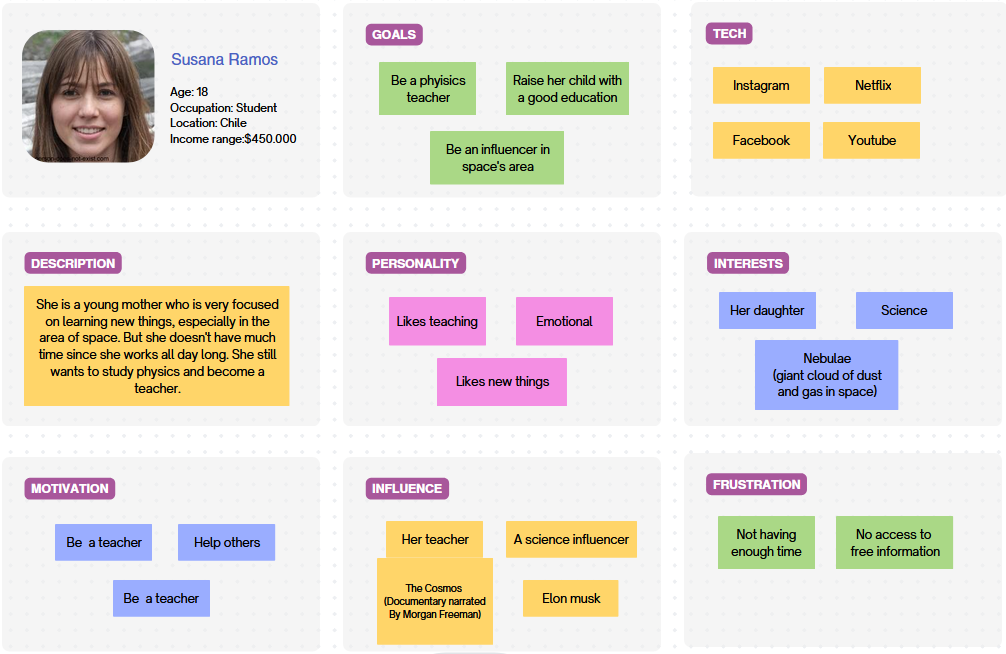 Susana Ramos
Age: 18
Occupation: Student
Location: Chile
Income range:$450.000
GOALS
Be a phyisics
teacher
Raise her child with
a good education
Be an influencer in
space's area
TECH
Instagram
Netflix
Facebook
Youtube
DESCRIPTION
She is a young mother who is very focused
on learning new things, especially in the
area of space. But she doesn't have much
time since she works all day long. She still
wants to study physics and become a
teacher.
PERSONALITY
Likes teaching
Emotional
Likes new things
INTERESTS
Her daughter
Science
Nebulae
(giant cloud of dust
and gas in space)
MOTIVATION
Be a teacher
Help others
Be a teacher
INFLUENCE
Her teacher
A science influencer
The Cosmos
(Documentary narrated
By Morgan Freeman)
Elon musk
FRUSTRATION
Not having
enough time
No access to
free information